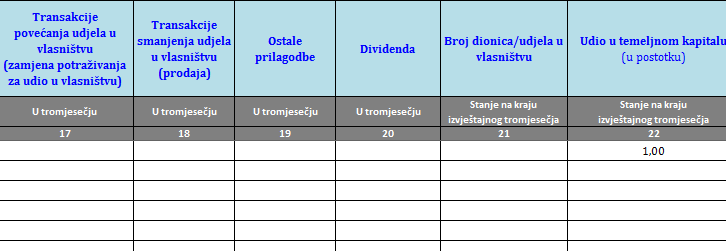 Transakcije
povećanja udjela u
vlasništvu
(zamjena potraživanja
za udio u vlasništvu)
Transakcije
smanjenja udjela
u vlasništvu
(prodaja)
Ostale
prilagodbe
Dividenda
Broj dionica/udjela u
vlasništvu
Udio u temeljnom kapitalu
(u postotku)
U tromjesečju
U tromjesečju
U tromjesečju
U tromjesečju
Stanje na kraju
izvještajnog tromjesečja
Stanje na kraju
izvještajnog tromjesečja
17
18
19
20
21
22
1,00